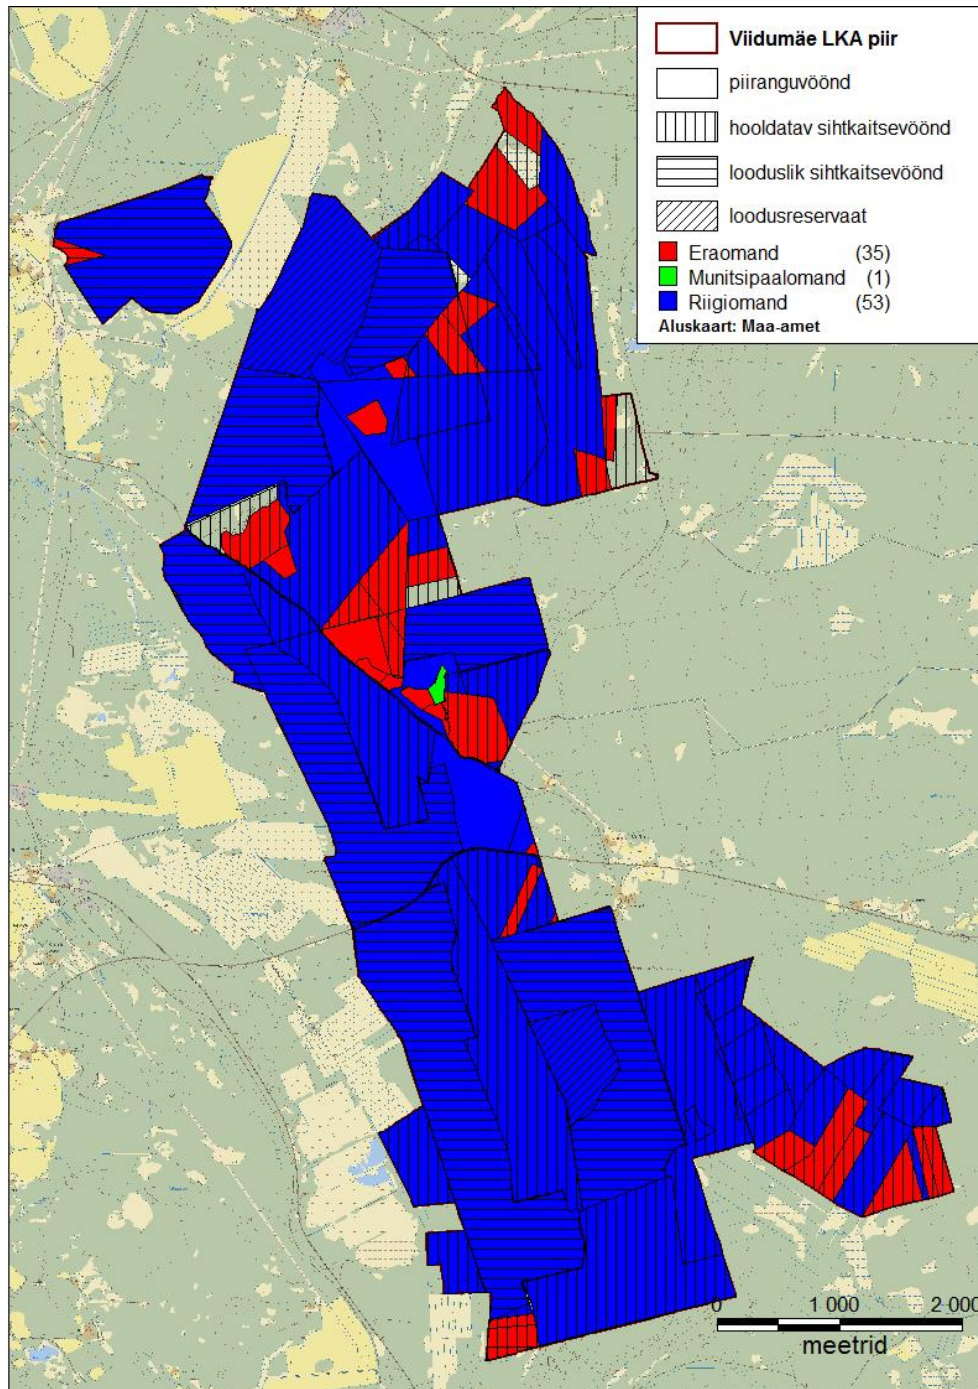 Viidumäe LKA piir
piiranguvöönd
hooldatav sihtkaitsevöönd
looduslik sihtkaitsevöönd
loodusreservaat
Eraomand (35)
Munitsipaalomand (1)
Riigiomand (53)
Aluskaart: Maa-amet
0 1 000 2 000
meetrid